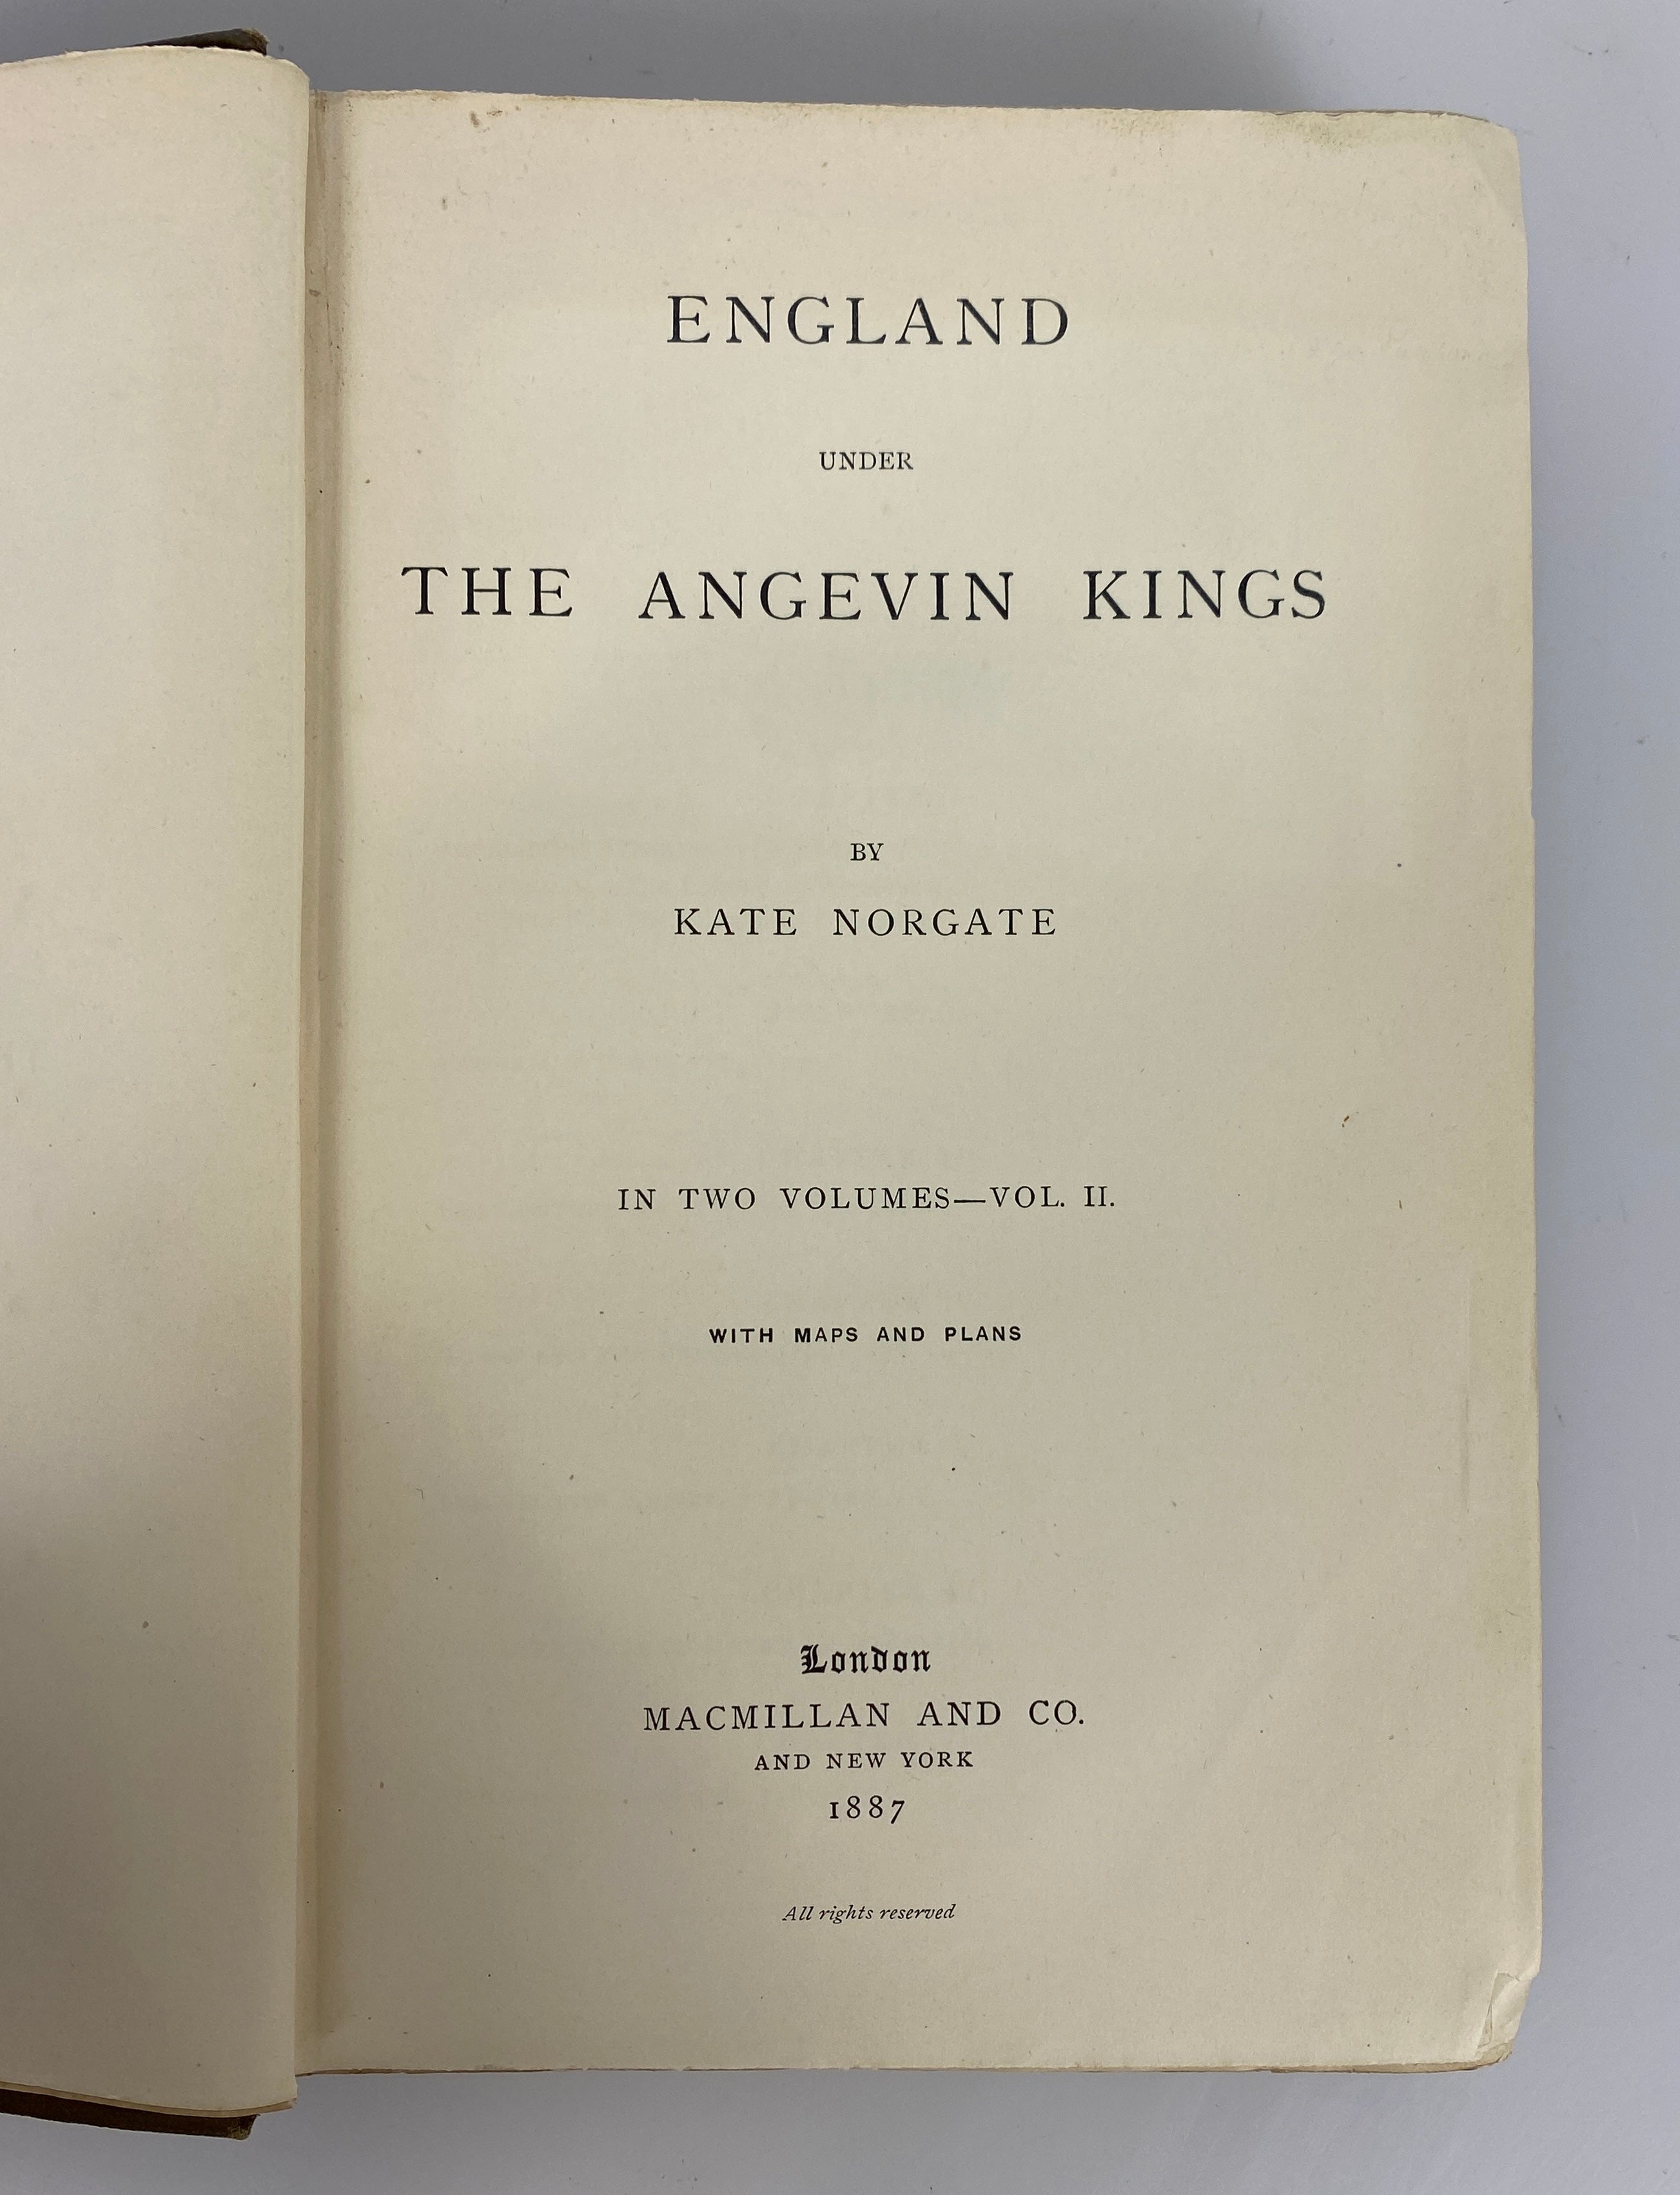 ENGLAND
UNDER
THE ANGEVIN KINGS
BY
KATE NORGATE
IN TWO VOLUMES—VOL. II.
WITH MAPS AND PLANS
London
MACMILLAN AND CO.
AND NEW YORK
1887
All rights reserved